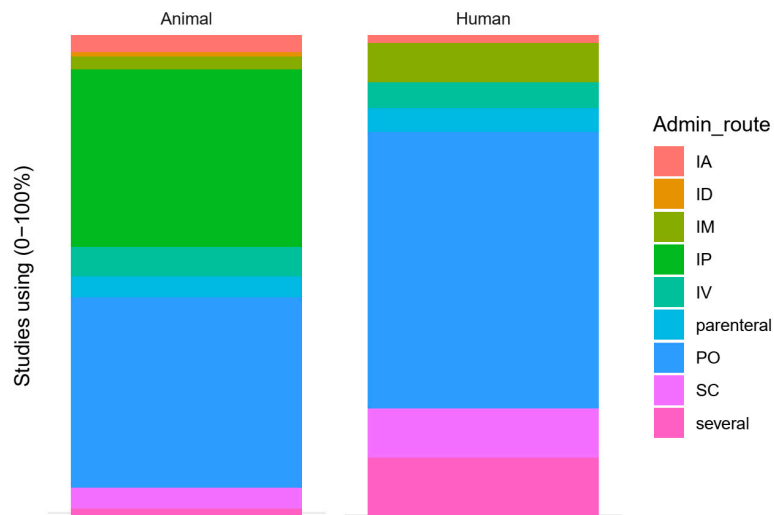 Animal
Human
Studies using (0−100%)
Admin_route
IA
ID
IM
IP
IV
parenteral
PO
SC
several